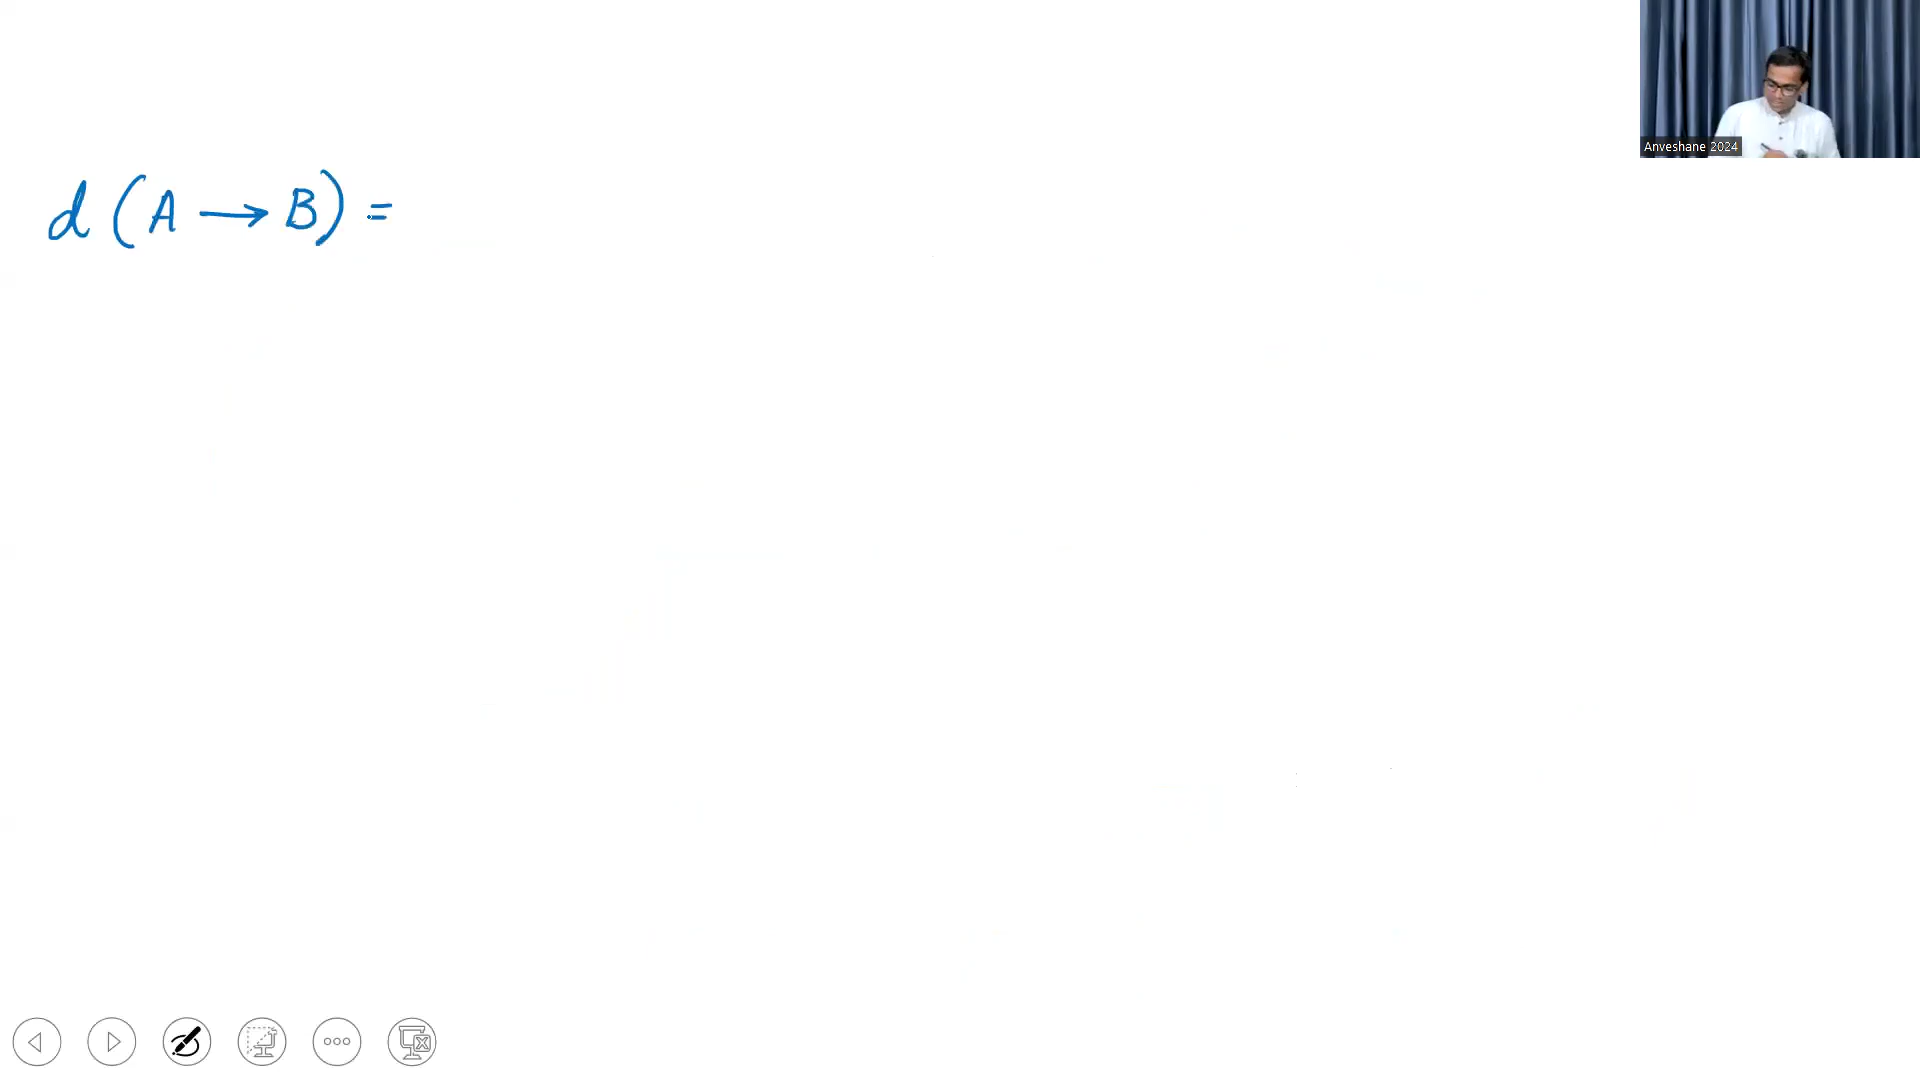 Anveshane 2024
d (A ⟶ B) =